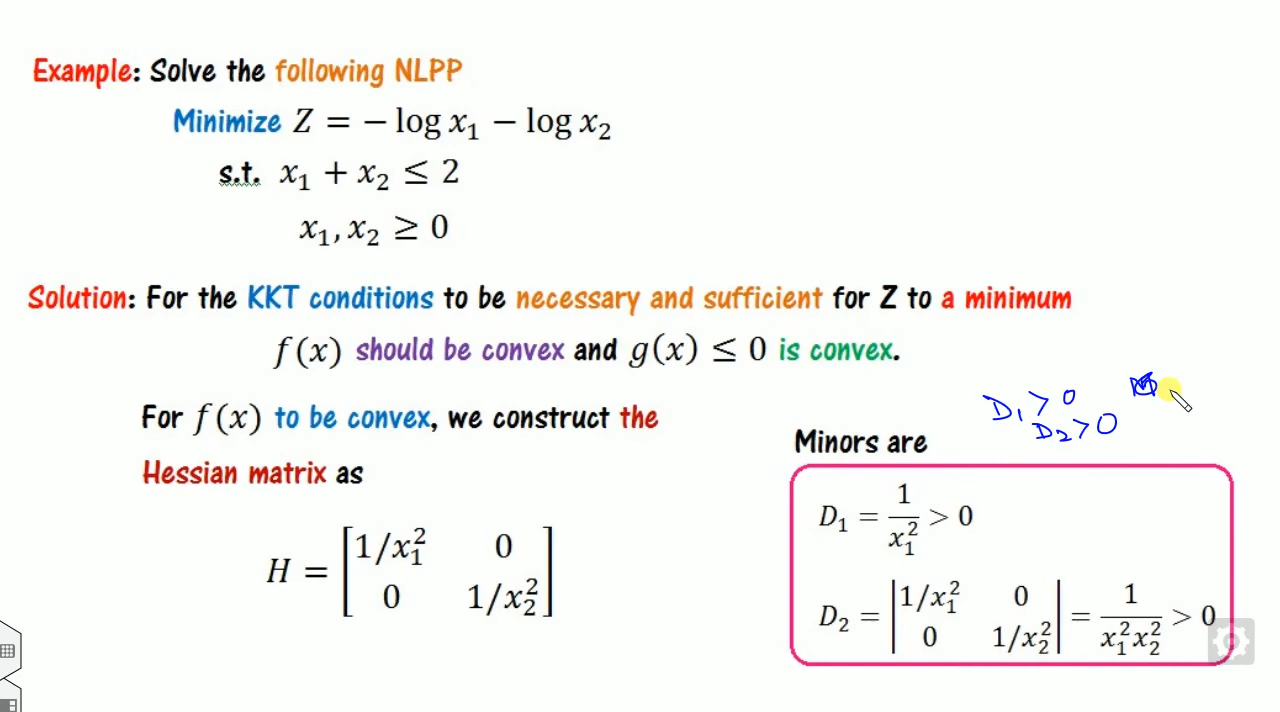 Example: Solve the following NLPP
Minimize Z = − log x₁ − log x₂
s.t. x₁ + x₂ ≤ 2
x₁, x₂ ≥ 0
Solution: For the KKT conditions to be necessary and sufficient for Z to a minimum
f(x) should be convex and g(x) ≤ 0 is convex.
For f(x) to be convex, we construct the
Hessian matrix as
H = [1/x₁² 0
0 1/x₂²]
D₁ > 0
D₂ > 0
Minors are
D₁ = 1/x₁² > 0
D₂ = |1/x₁² 0
0 1/x₂²| = 1/x₁²x₂² > 0